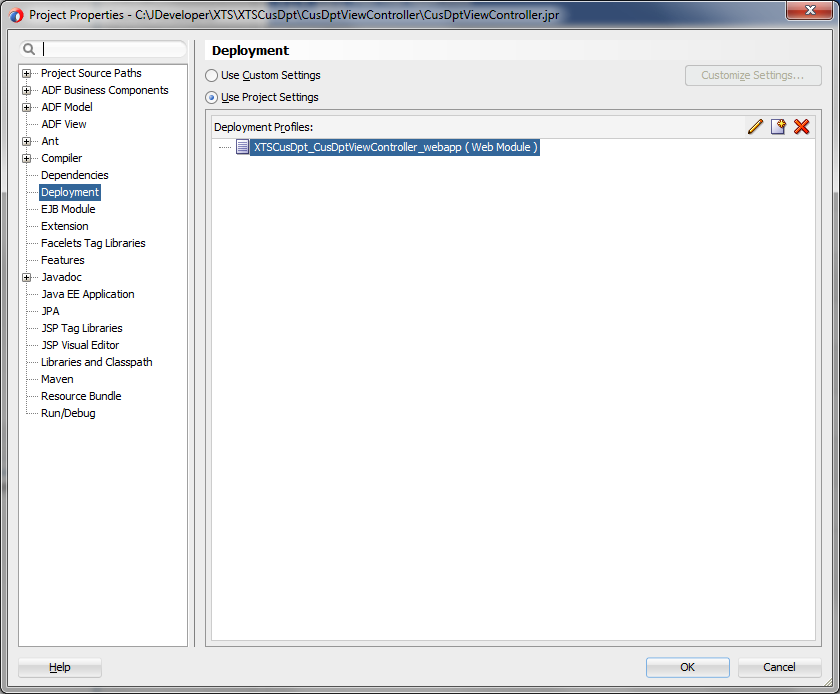 Project Properties - C:\JDeveloper\XTS\XTSCusDpt\CusDptViewController\CusDptViewController.jpr
Project Source Paths
ADF Business Components
ADF Model
ADF View
Ant
Compiler
Dependencies
Deployment
EJB Module
Extension
Facelets Tag Libraries
Features
Javadoc
Java EE Application
JPA
JSP Tag Libraries
JSP Visual Editor
Libraries and Classpath
Maven
Resource Bundle
Run/Debug
Deployment
Use Custom Settings
Customize Settings...
Use Project Settings
Deployment Profiles:
XTSCusDpt_CusDptViewController_webapp ( Web Module )
Help
OK
Cancel